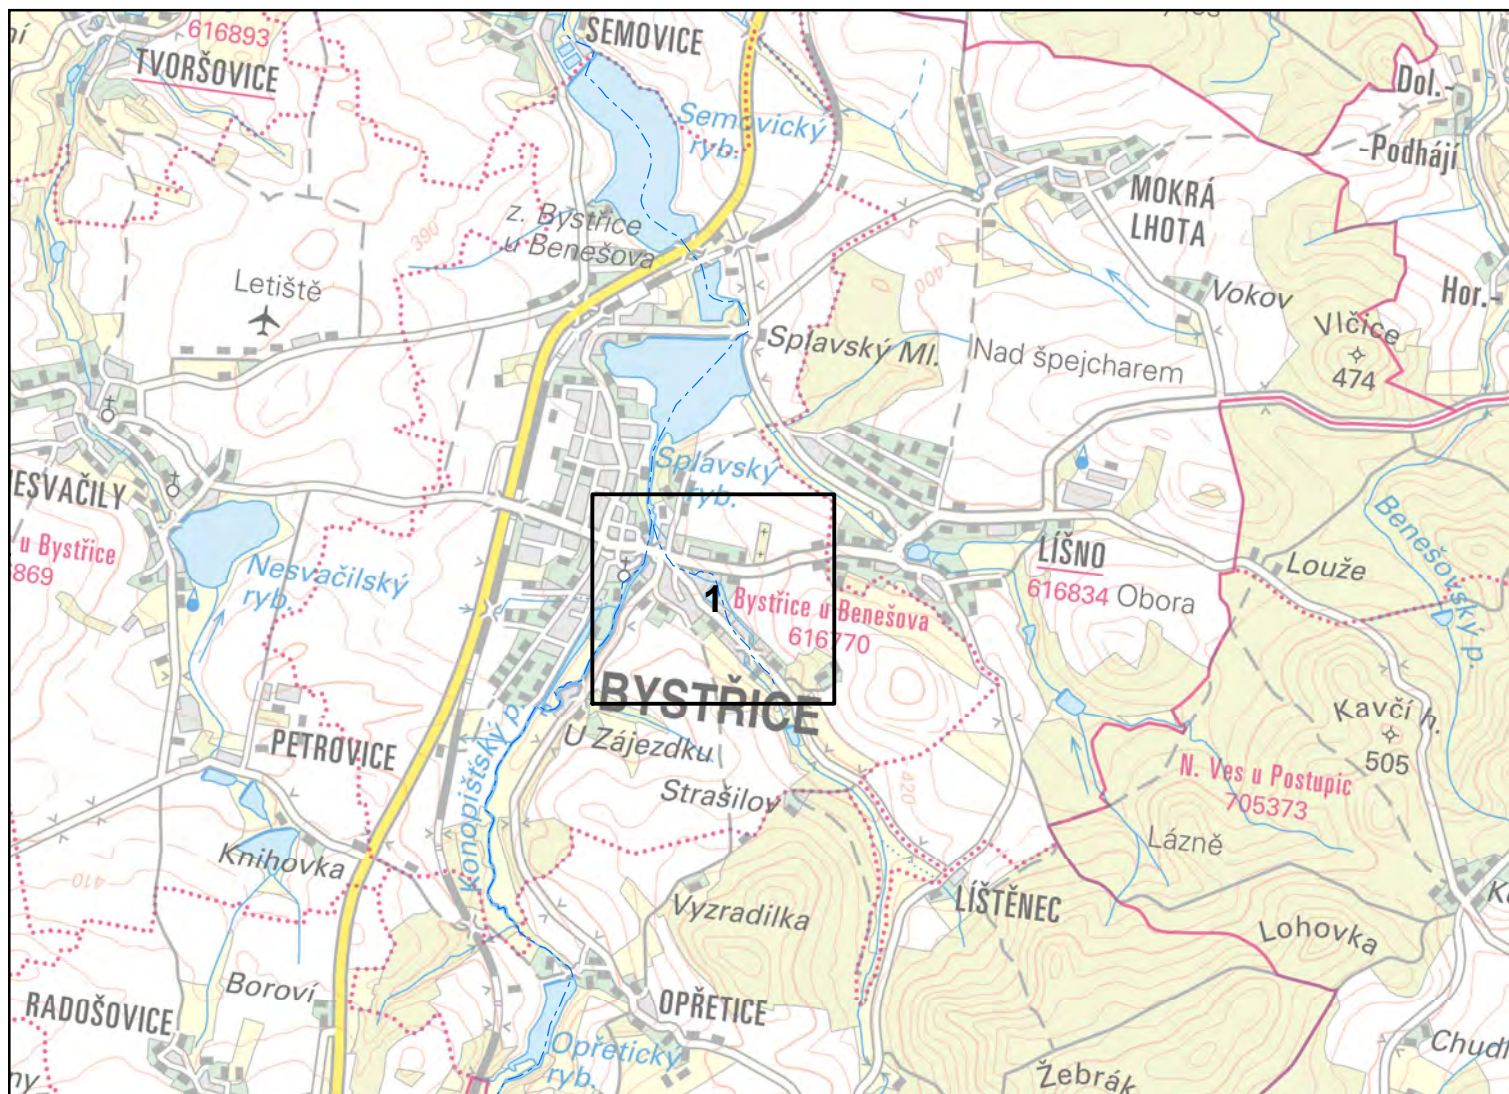 616893
TVORŠOVICE
SEMOVICE
Semovický
ryb.
Dol.-
-Podhájí
MOKRÁ
LHOTA
z. Bystřice
u Benešova
390
400
Letiště
Vokov
Hor.-
Vlčice
474
Splavský Ml.
Nad špejcharem
Splavský
ryb.
NESVAČILY
u Bystřice
869
Nesvačilský
ryb.
LÍŠNO
616834
Obora
Louže
Benešovský p.
1
Bystřice u Benešova
616770
BYSTŘICE
U Zájezdku
PETROVICE
Konopišťský p.
Strašilov
420
Kavčí h.
505
N. Ves u Postupic
705373
Lázně
Knihovka
410
Vyzradilka
LÍŠTĚNEC
Lohovka
Boroví
RADOŠOVICE
OPŘETICE
Opřetický
ryb.
Žebrák